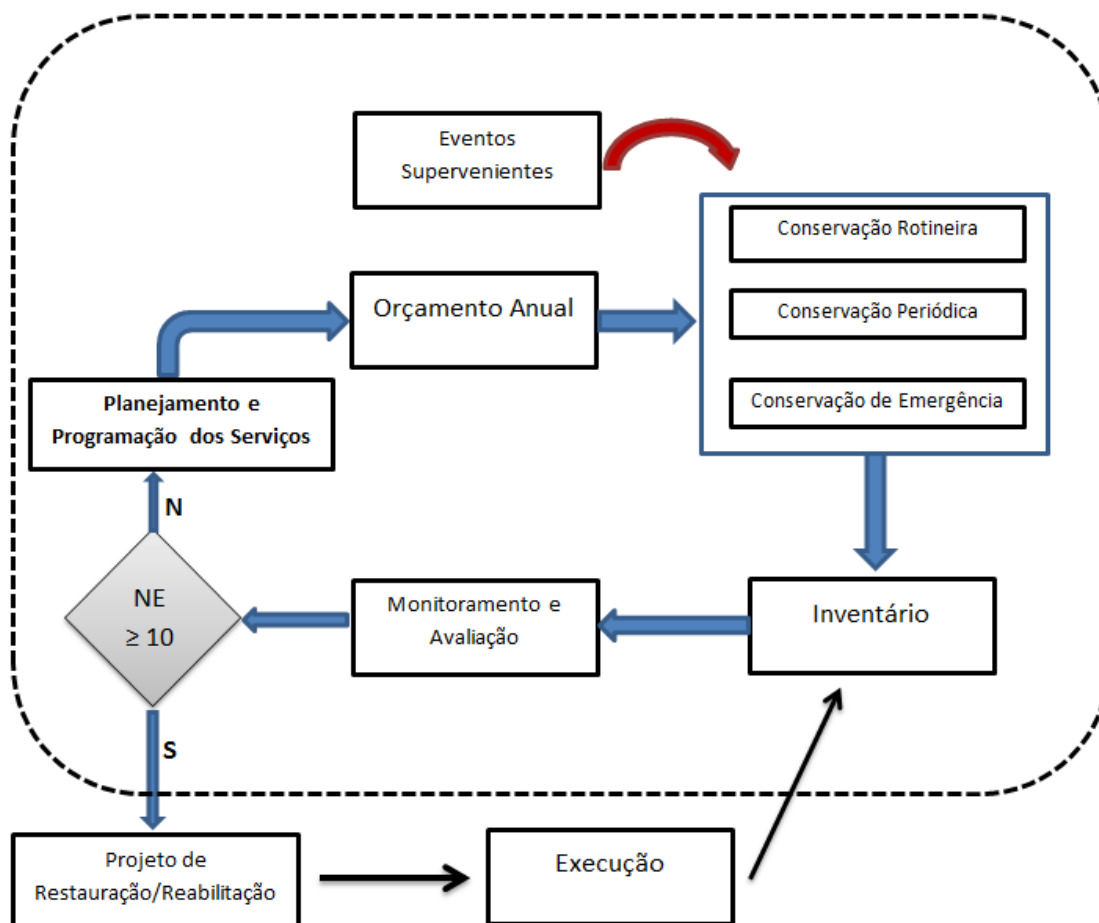 Eventos
Supervenientes
Conservação Rotineira
Orçamento Anual
Conservação Periódica
Planejamento e
Programação dos Serviços
Conservação de Emergência
N
NE
≥ 10
Monitoramento e
Avaliação
Inventário
S
Projeto de
Restauração/Reabilitação
Execução